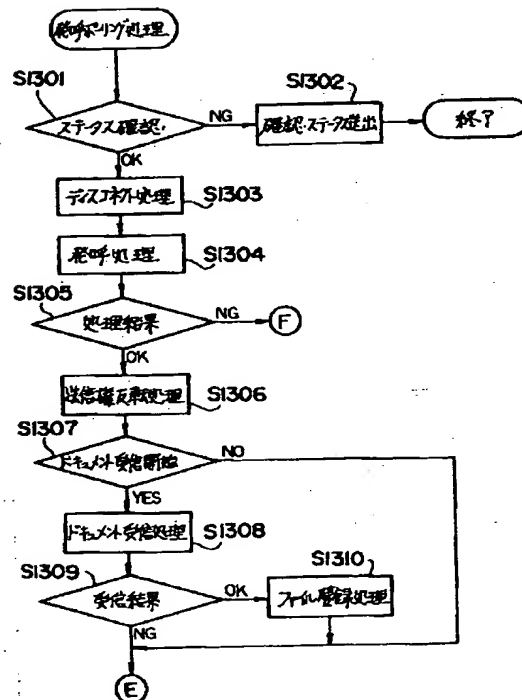 発呼ポーリング処理
S1301
S1302
ステータス確認
NG
確認ステータス送出
終了
OK
ディスコネクト処理
S1303
発呼処理
S1304
S1305
処理結果
NG
F
OK
送信権反転処理
S1306
S1307
ドキュメント受信開始
NO
YES
ドキュメント受信処理
S1308
S1309
S1310
受信結果
OK
ファイル登録処理
NG
E